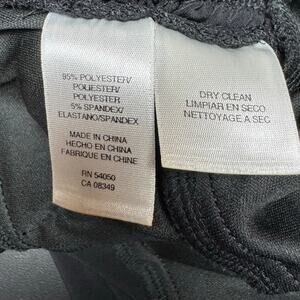 95% POLYESTER/
POLIESTER/
POLYESTER
5% SPANDEX/
ELASTANO/SPANDEX
MADE IN CHINA
HECHO EN CHINA
FABRIQUE EN CHINE
RN 54050
CA 08349
DRY CLEAN
LIMPIAR EN SECO
NETTOYAGE A SEC